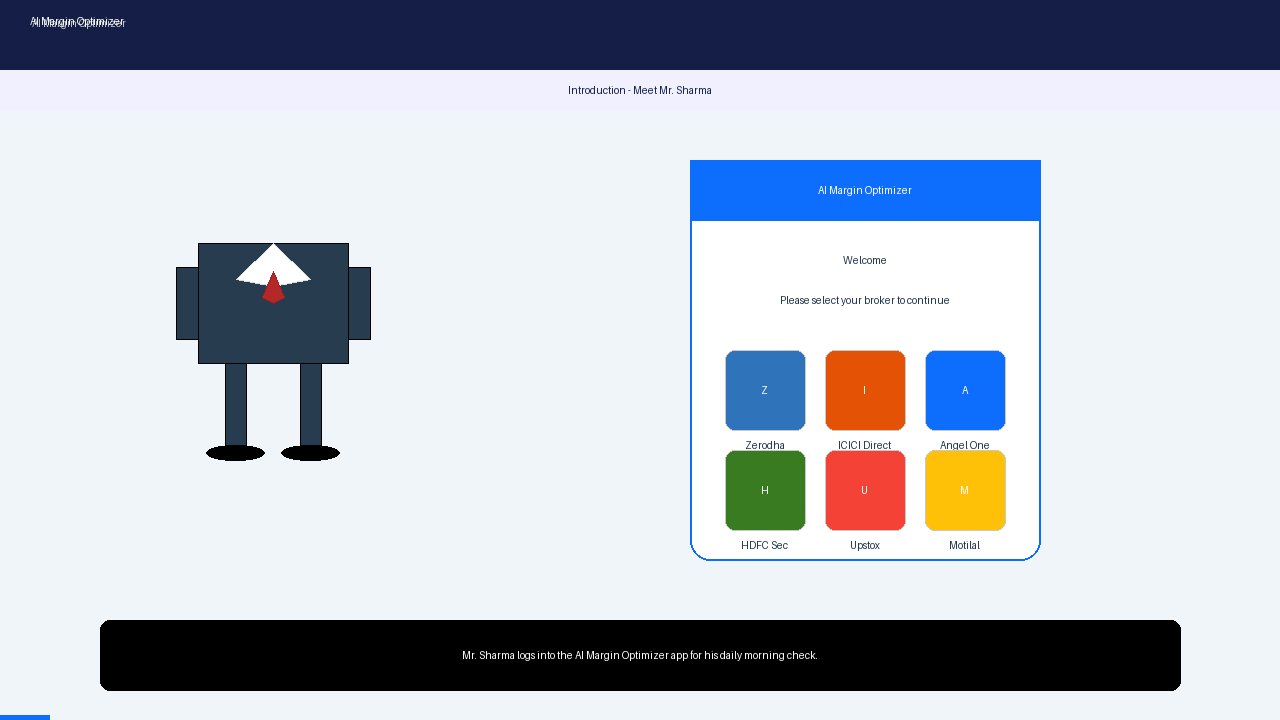 AI Margin Optimizer
Introduction - Meet Mr. Sharma
AI Margin Optimizer
Welcome
Please select your broker to continue
Z I A
Zerodha ICICI Direct Angel One
H U M
HDFC Sec Upstox Motilal
Mr. Sharma logs into the AI Margin Optimizer app for his daily morning check.